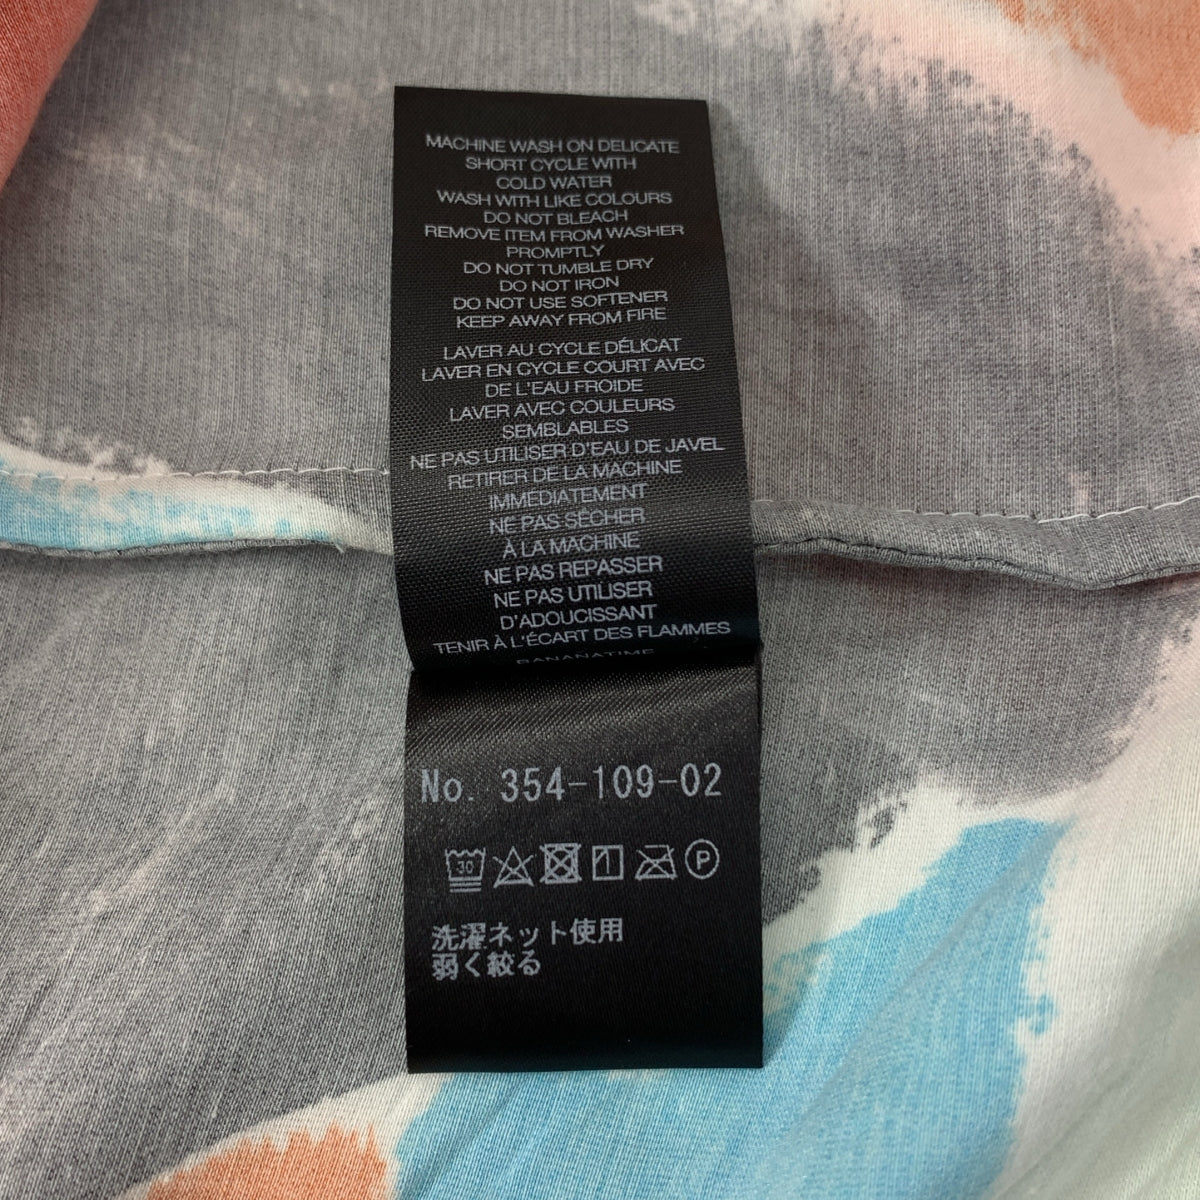 MACHINE WASH ON DELICATE
SHORT CYCLE WITH
COLD WATER
WASH WITH LIKE COLOURS
DO NOT BLEACH
REMOVE ITEM FROM WASHER
PROMPTLY
DO NOT TUMBLE DRY
DO NOT IRON
DO NOT USE SOFTENER
KEEP AWAY FROM FIRE
LAVER AU CYCLE DÉLICAT
LAVER EN CYCLE COURT AVEC
DE L'EAU FROIDE
LAVER AVEC COULEURS
SEMBLABLES
NE PAS UTILISER D'EAU DE JAVEL
RETIRER DE LA MACHINE
IMMÉDIATEMENT
NE PAS SÉCHER
À LA MACHINE
NE PAS REPASSER
NE PAS UTILISER
D'ADOUCISSANT
TENIR À L'ÉCART DES FLAMMES
BANANATIME
No. 354-109-02
30 P
洗濯ネット使用
弱く絞る